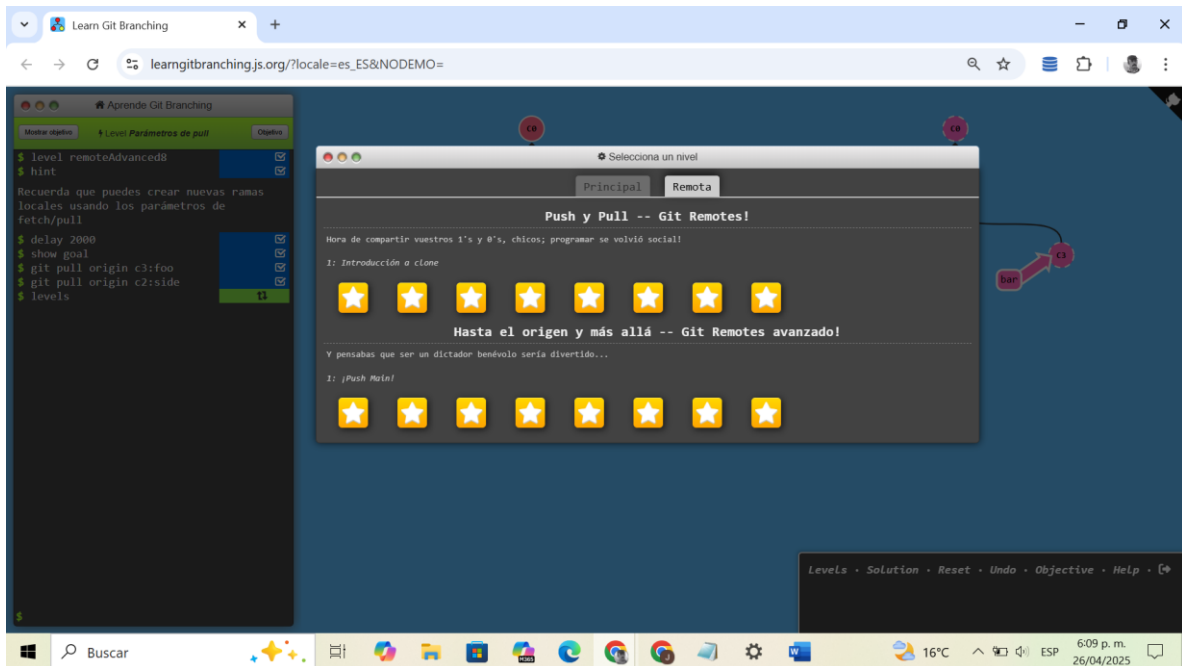 Learn Git Branching
learngitbranching.js.org/?locale=es_ES&NODEMO=
Aprende Git Branching
Mostrar objetivo
Level Parámetros de pull
Objetivo
$ level remoteAdvanced8
$ hint
Recuerda que puedes crear nuevas ramas
locales usando los parámetros de
fetch/pull
$ delay 2000
$ show goal
$ git pull origin c3:foo
$ git pull origin c2:side
$ levels
$
C0
C0
Selecciona un nivel
Principal
Remota
Push y Pull -- Git Remotes!
Hora de compartir vuestros 1's y 0's, chicos; programar se volvió social!
1: Introducción a clone
Hasta el origen y más allá -- Git Remotes avanzado!
Y pensabas que ser un dictador benévolo sería divertido...
1: ¡Push Main!
C3
bar
Levels · Solution · Reset · Undo · Objective · Help ·
Buscar
M365
16°C
ESP
6:09 p. m.
26/04/2025